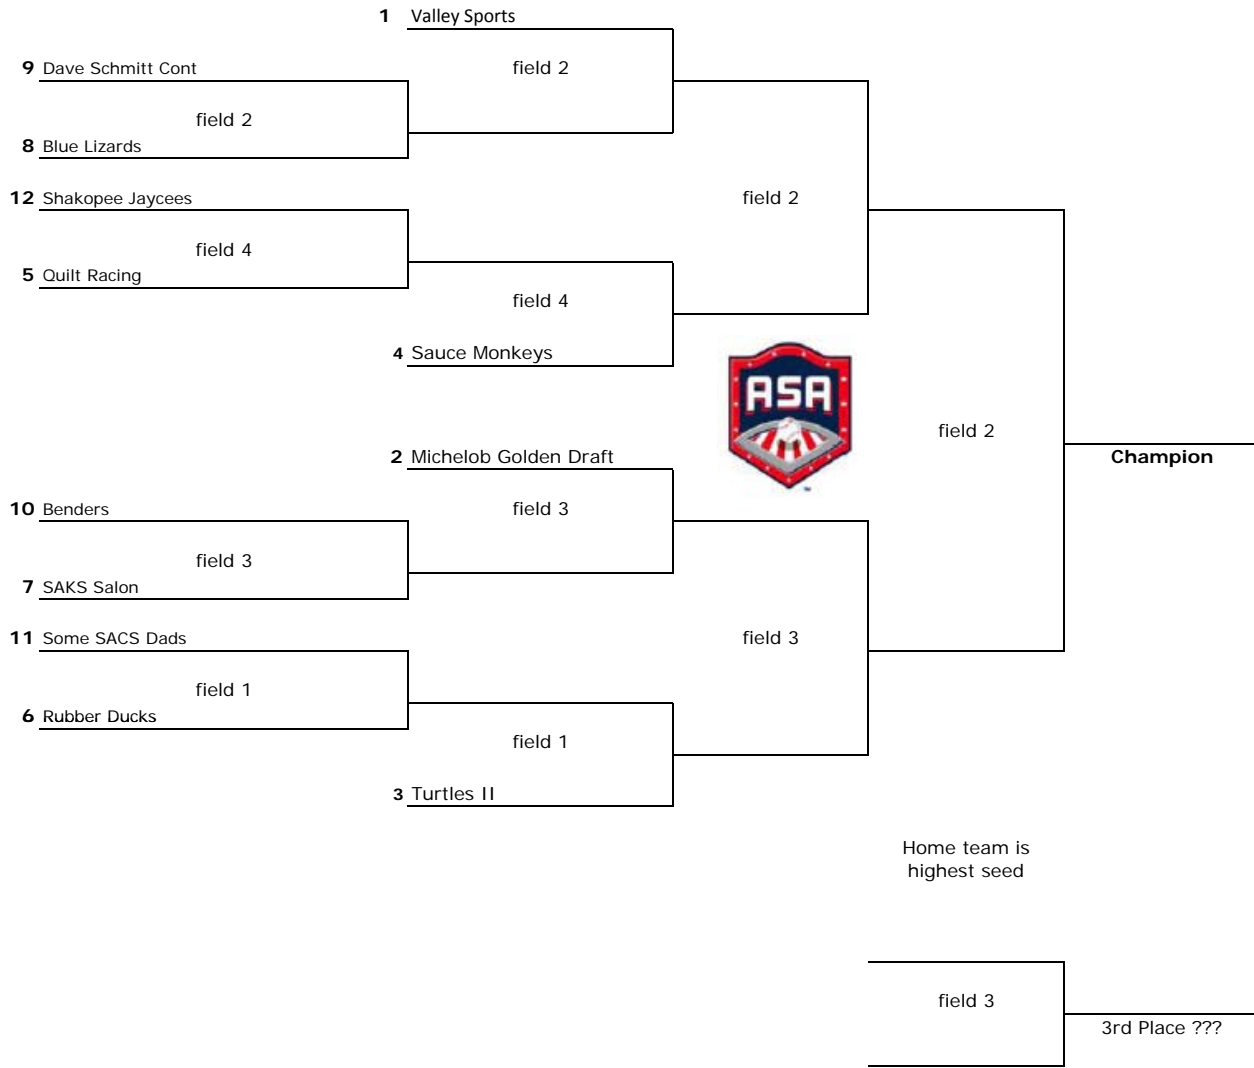 1 Valley Sports
9 Dave Schmitt Cont
field 2
field 2
8 Blue Lizards
12 Shakopee Jaycees
field 2
field 4
5 Quilt Racing
field 4
4 Sauce Monkeys
ASA
field 2
2 Michelob Golden Draft
Champion
10 Benders
field 3
field 3
7 SAKS Salon
11 Some SACS Dads
field 3
field 1
6 Rubber Ducks
field 1
3 Turtles II
Home team is
highest seed
field 3
3rd Place ???